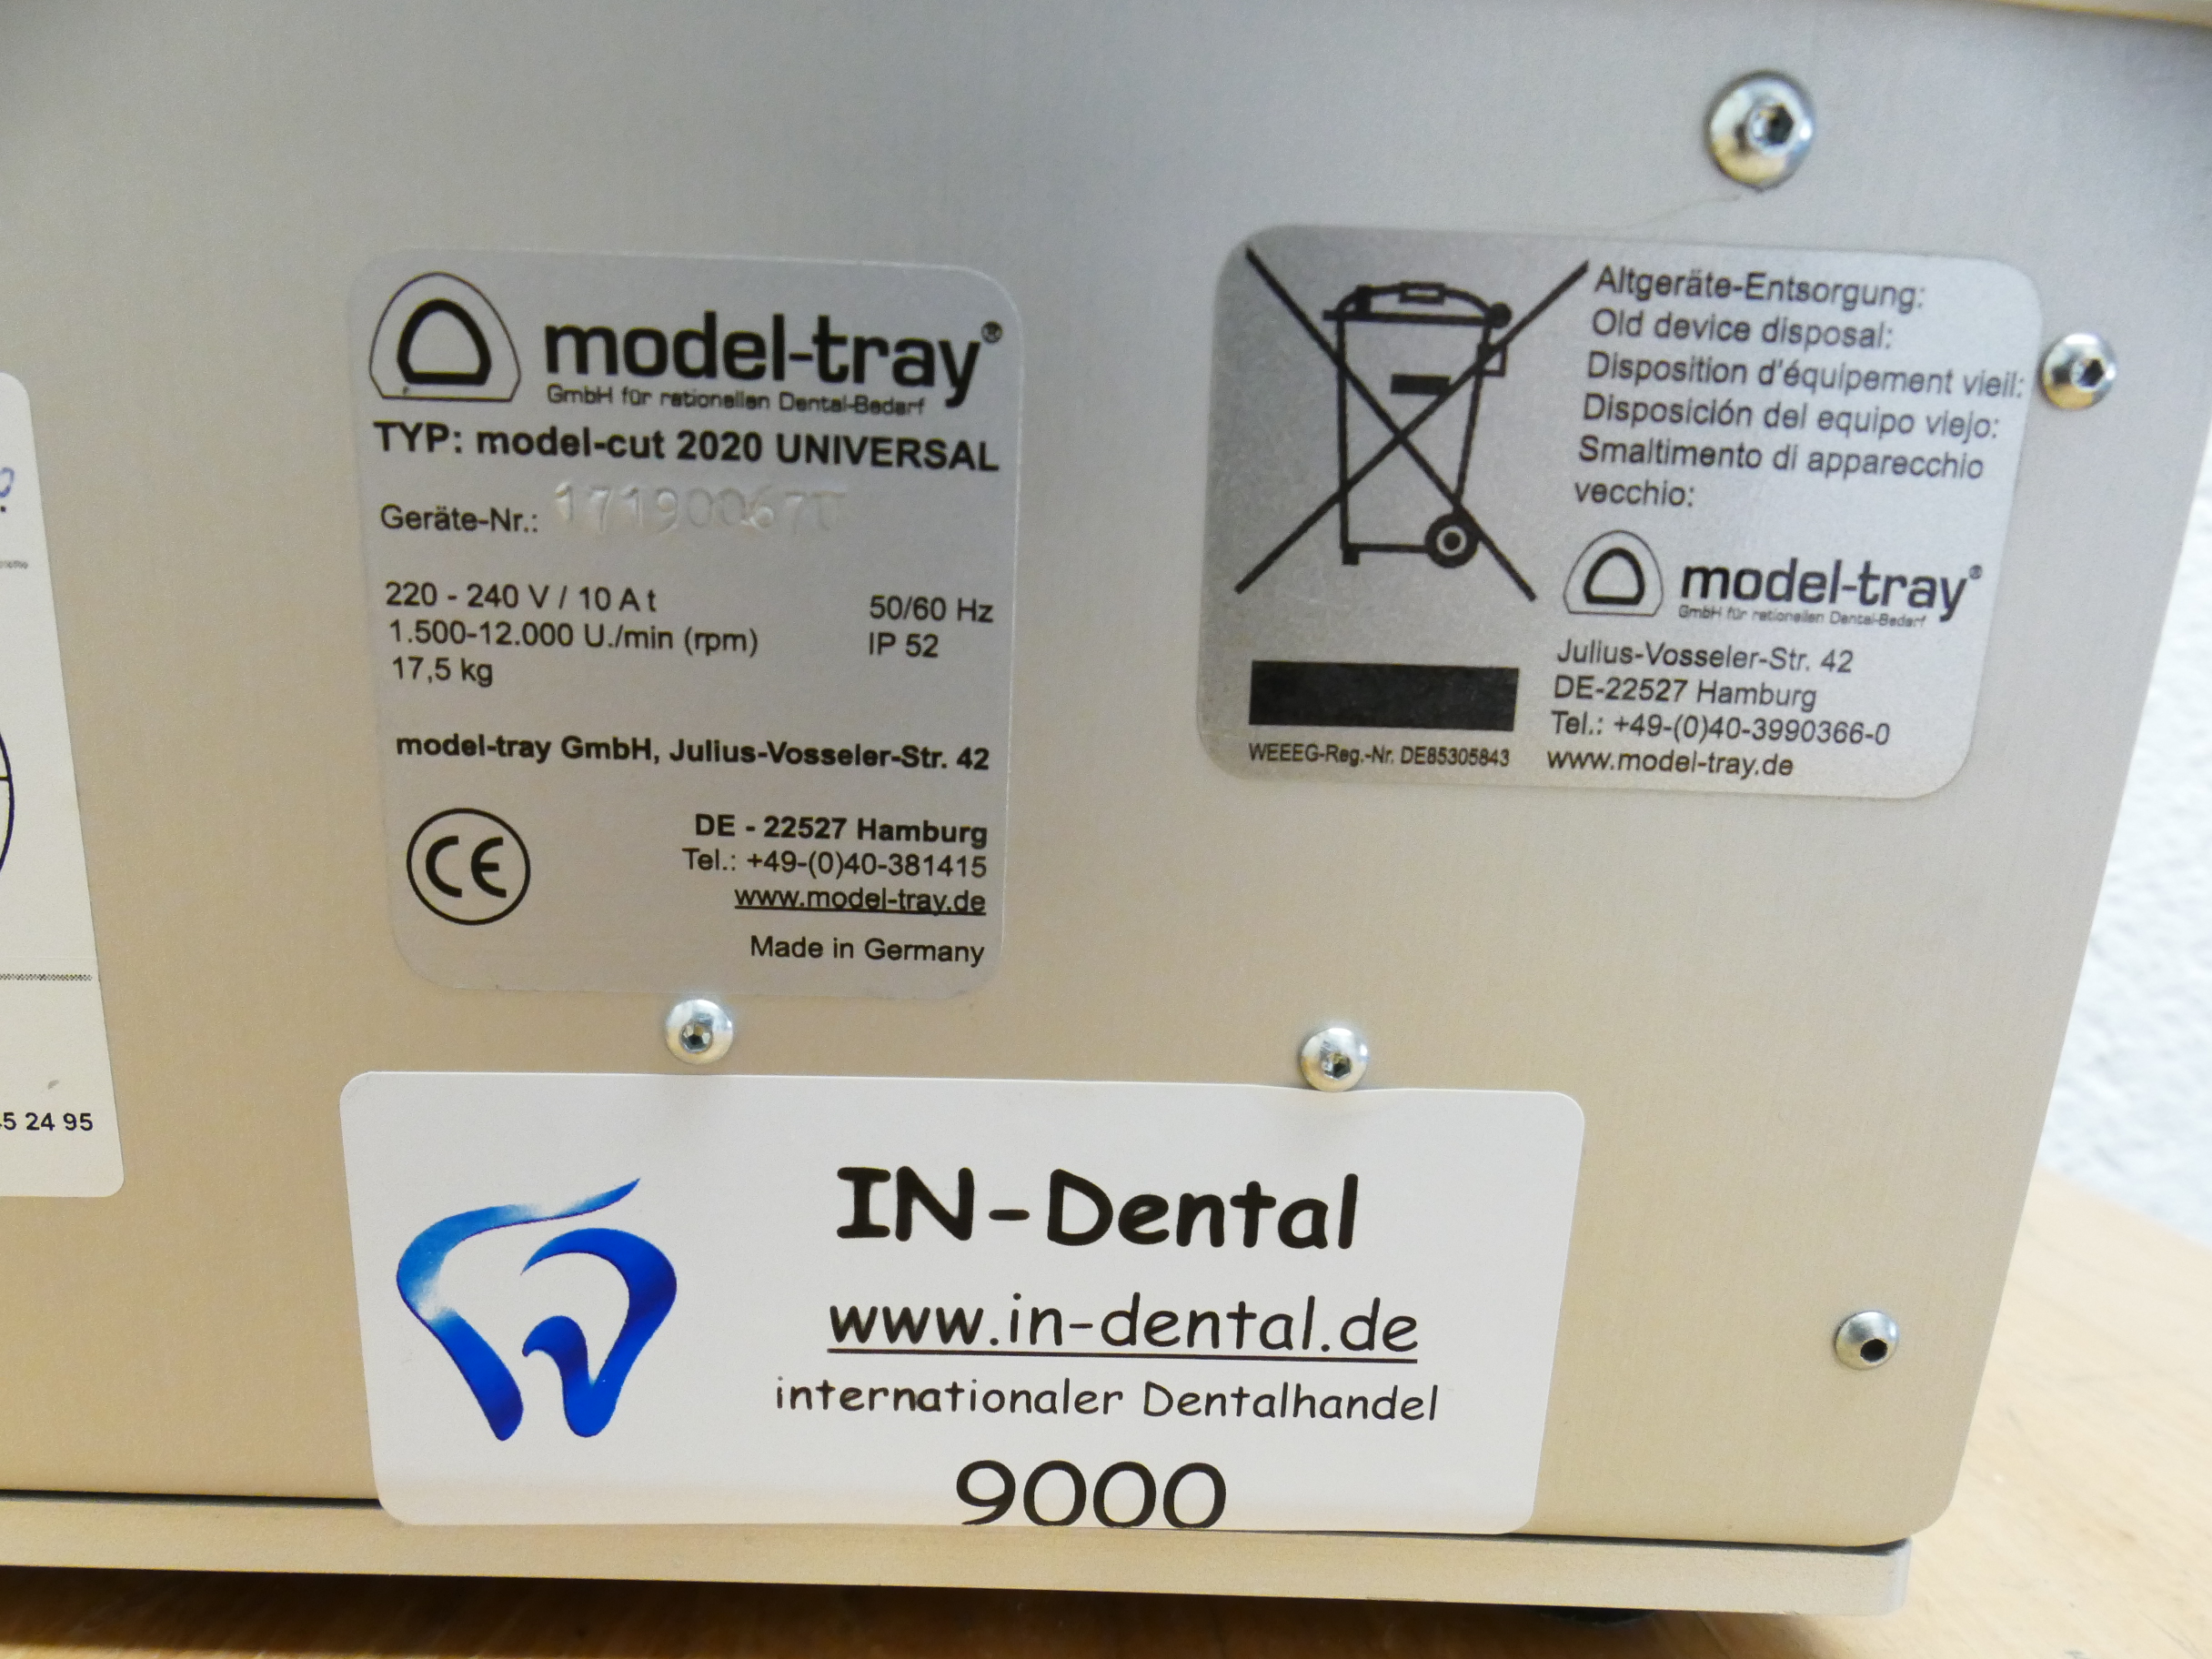 model-tray®
GmbH für rationellen Dental-Bedarf
TYP: model-cut 2020 UNIVERSAL
Geräte-Nr.: 17190067T
220 - 240 V / 10 A t 50/60 Hz
1.500-12.000 U./min (rpm) IP 52
17,5 kg
model-tray GmbH, Julius-Vosseler-Str. 42
CE
DE - 22527 Hamburg
Tel.: +49-(0)40-381415
www.model-tray.de
Made in Germany
Altgeräte-Entsorgung:
Old device disposal:
Disposition d'équipement vieil:
Disposición del equipo viejo:
Smaltimento di apparecchio
vecchio:
model-tray®
GmbH für rationellen Dental-Bedarf
Julius-Vosseler-Str. 42
DE-22527 Hamburg
Tel.: +49-(0)40-3990366-0
www.model-tray.de
WEEEG-Reg.-Nr. DE85305843
24 95
IN-Dental
www.in-dental.de
internationaler Dentalhandel
9000